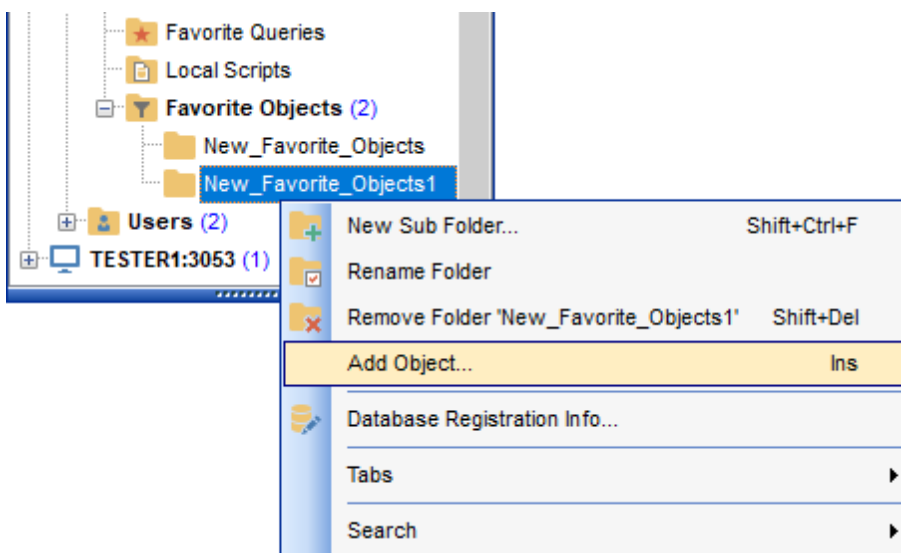 Favorite Queries
Local Scripts
Favorite Objects (2)
New_Favorite_Objects
New_Favorite_Objects1
Users (2)
TESTER1:3053 (1)
New Sub Folder... Shift+Ctrl+F
Rename Folder
Remove Folder 'New_Favorite_Objects1' Shift+Del
Add Object... Ins
Database Registration Info...
Tabs
Search